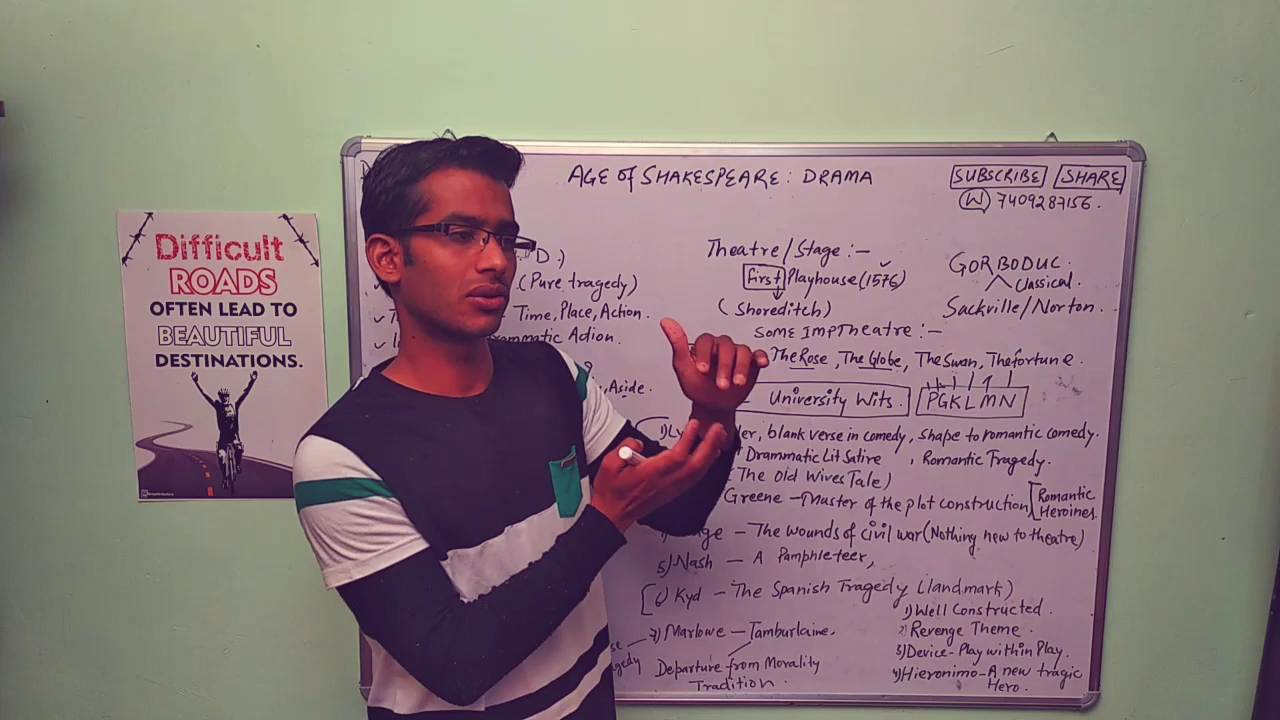 Difficult
ROADS
OFTEN LEAD TO
BEAUTIFUL
DESTINATIONS.
AGE OF SHAKESPEARE: DRAMA
SUBSCRIBE SHARE
W 7409287156.
D.)
(Pure tragedy)
Time, Place, Action.
Drammatic Action.
, Aside.
Theatre/Stage :-
First Playhouse (1576)
(Shoreditch)
Some Imp Theatre :-
The Rose, The Globe, The Swan, The fortune.
GORBODUC.
Classical.
Sackville/Norton.
University Wits. PGKLMN
1) er, blank verse in comedy, Shape to romantic comedy.
Drammatic Lit Satire, Romantic Tragedy.
The Old Wives Tale)
Greene - Master of the plot construction [Romantic Heroines
- The wounds of civil war (Nothing new to theatre)
5) Nash - A Pamphleteer,
6) Kyd - The Spanish Tragedy (landmark)
1) Well Constructed.
2) Revenge Theme.
3) Device - Play within Play.
4) Hieronimo - A new tragic Hero.
7) Marlowe - Tamburlaine.
Departure from Morality
Tradition.